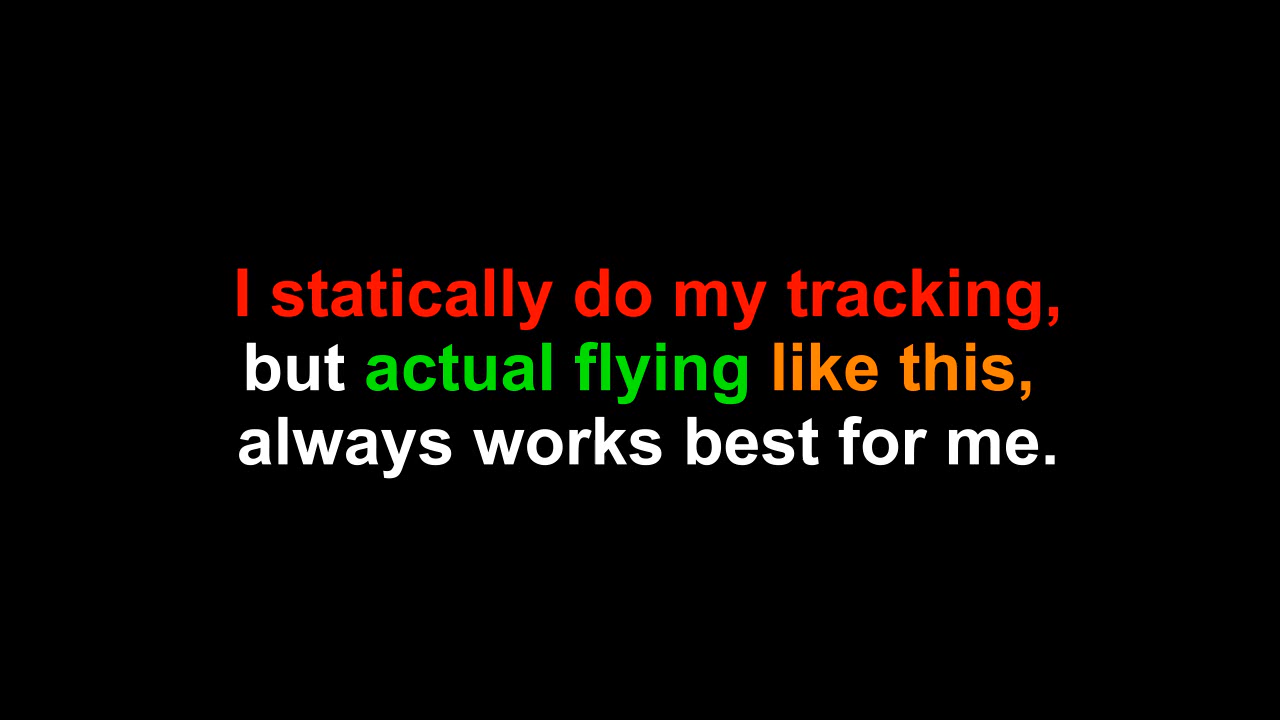 I statically do my tracking,
but actual flying like this,
always works best for me.